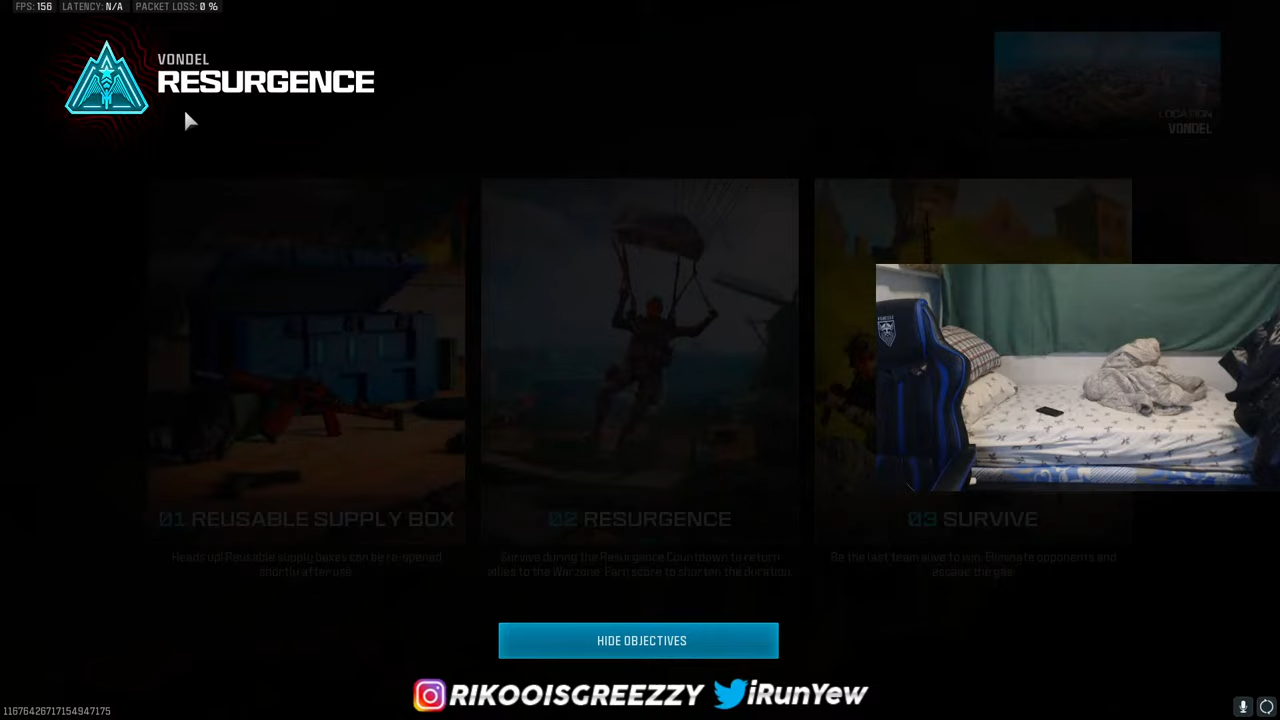 FPS: 156 LATENCY: N/A PACKET LOSS: 0 %
VONDEL
RESURGENCE
LOCATION
VONDEL
01 REUSABLE SUPPLY BOX
02 RESURGENCE
03 SURVIVE
Heads up! Reusable supply boxes can be re-opened
shortly after use.
Survive during the Resurgence Countdown to return
allies to the Warzone. Earn score to shorten the duration.
Be the last team alive to win. Eliminate opponents and
escape the gas.
HIDE OBJECTIVES
RIKOOISGREEZZY iRunYew
11676426717154947175